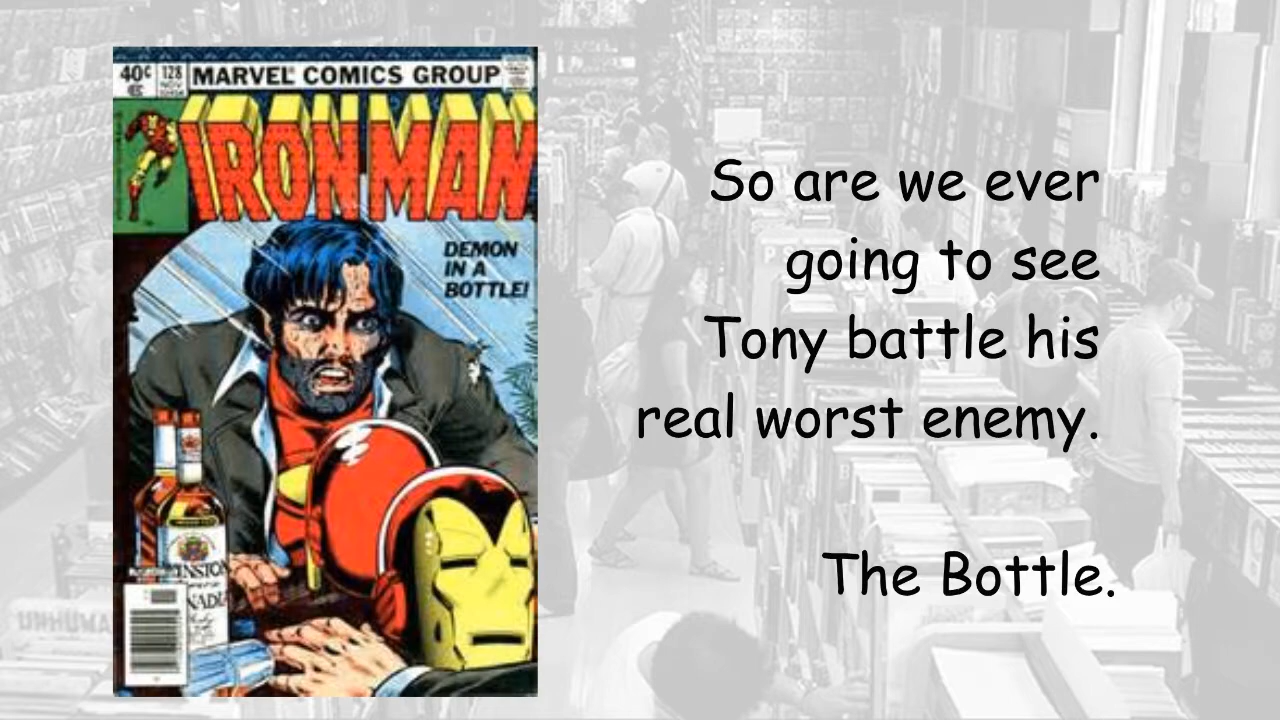 40¢
128
NOV
MARVEL COMICS GROUP
IRON MAN
DEMON
IN A
BOTTLE!
So are we ever
going to see
Tony battle his
real worst enemy.
The Bottle.